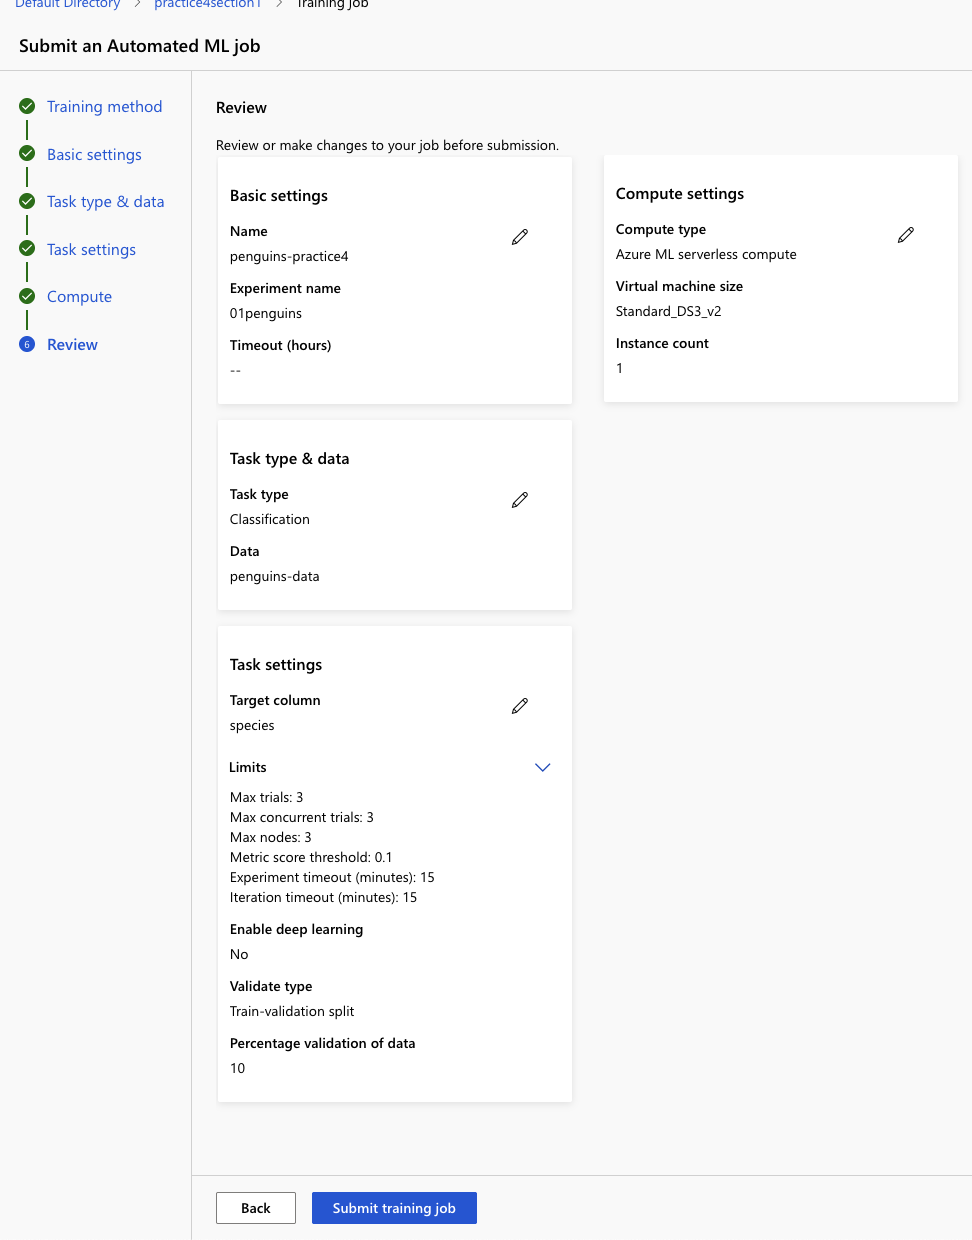 Default Directory > practice4section1 > Training job
Submit an Automated ML job
Training method
Basic settings
Task type & data
Task settings
Compute
6 Review
Review
Review or make changes to your job before submission.
Basic settings
Name
penguins-practice4
Experiment name
01penguins
Timeout (hours)
--
Compute settings
Compute type
Azure ML serverless compute
Virtual machine size
Standard_DS3_v2
Instance count
1
Task type & data
Task type
Classification
Data
penguins-data
Task settings
Target column
species
Limits
Max trials: 3
Max concurrent trials: 3
Max nodes: 3
Metric score threshold: 0.1
Experiment timeout (minutes): 15
Iteration timeout (minutes): 15
Enable deep learning
No
Validate type
Train-validation split
Percentage validation of data
10
Back
Submit training job